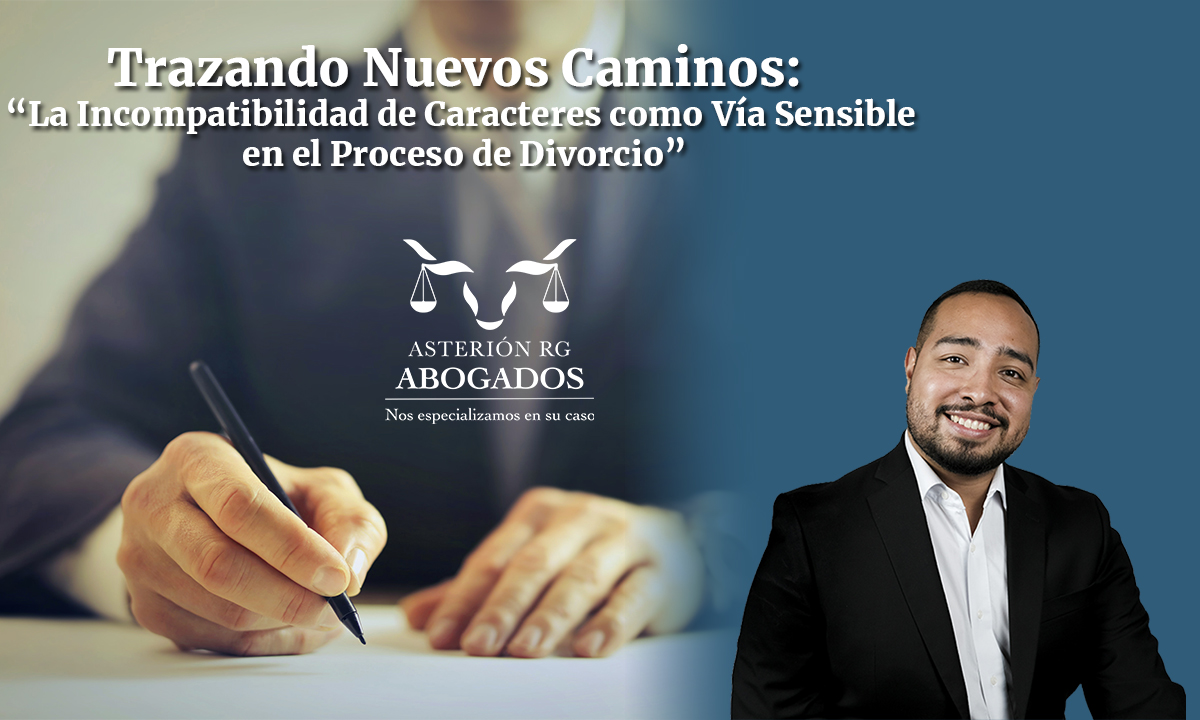 Trazando Nuevos Caminos:
“La Incompatibilidad de Caracteres como Vía Sensible
en el Proceso de Divorcio”
ASTERIÓN RG
ABOGADOS
Nos especializamos en su caso